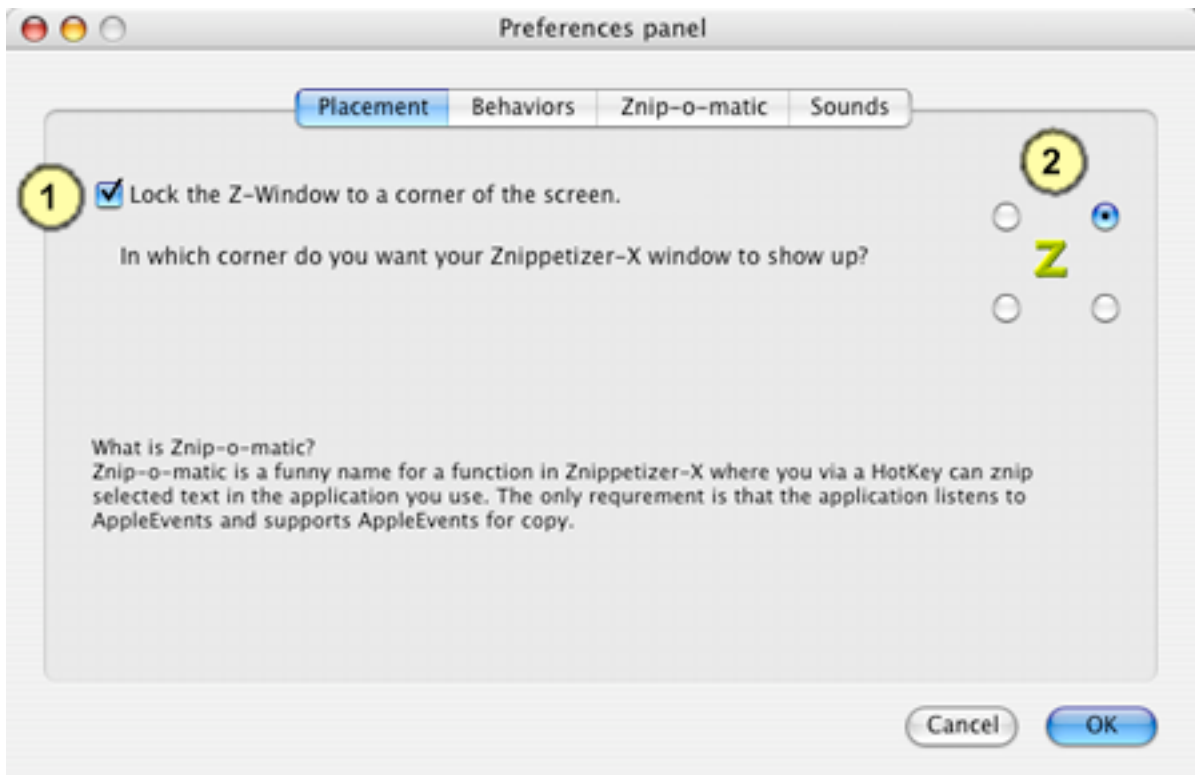 Preferences panel
Placement Behaviors Znip-o-matic Sounds
2
1 Lock the Z-Window to a corner of the screen.
In which corner do you want your Znippetizer-X window to show up?
Z
What is Znip-o-matic?
Znip-o-matic is a funny name for a function in Znippetizer-X where you via a HotKey can znip
selected text in the application you use. The only requrement is that the application listens to
AppleEvents and supports AppleEvents for copy.
Cancel OK